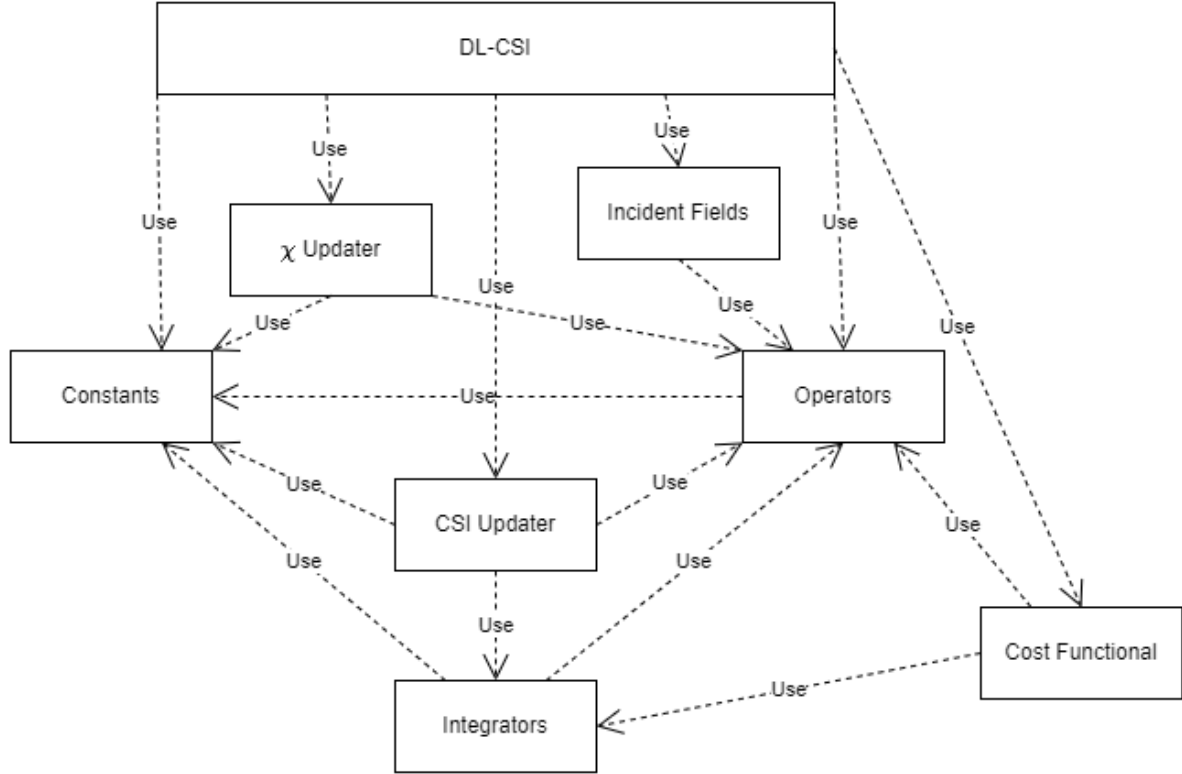 DL-CSI
Use
Use
Incident Fields
Use
Use
χ Updater
Use
Use
Use
Use
Use
Constants
Use
Operators
Use
Use
CSI Updater
Use
Use
Use
Use
Cost Functional
Use
Integrators